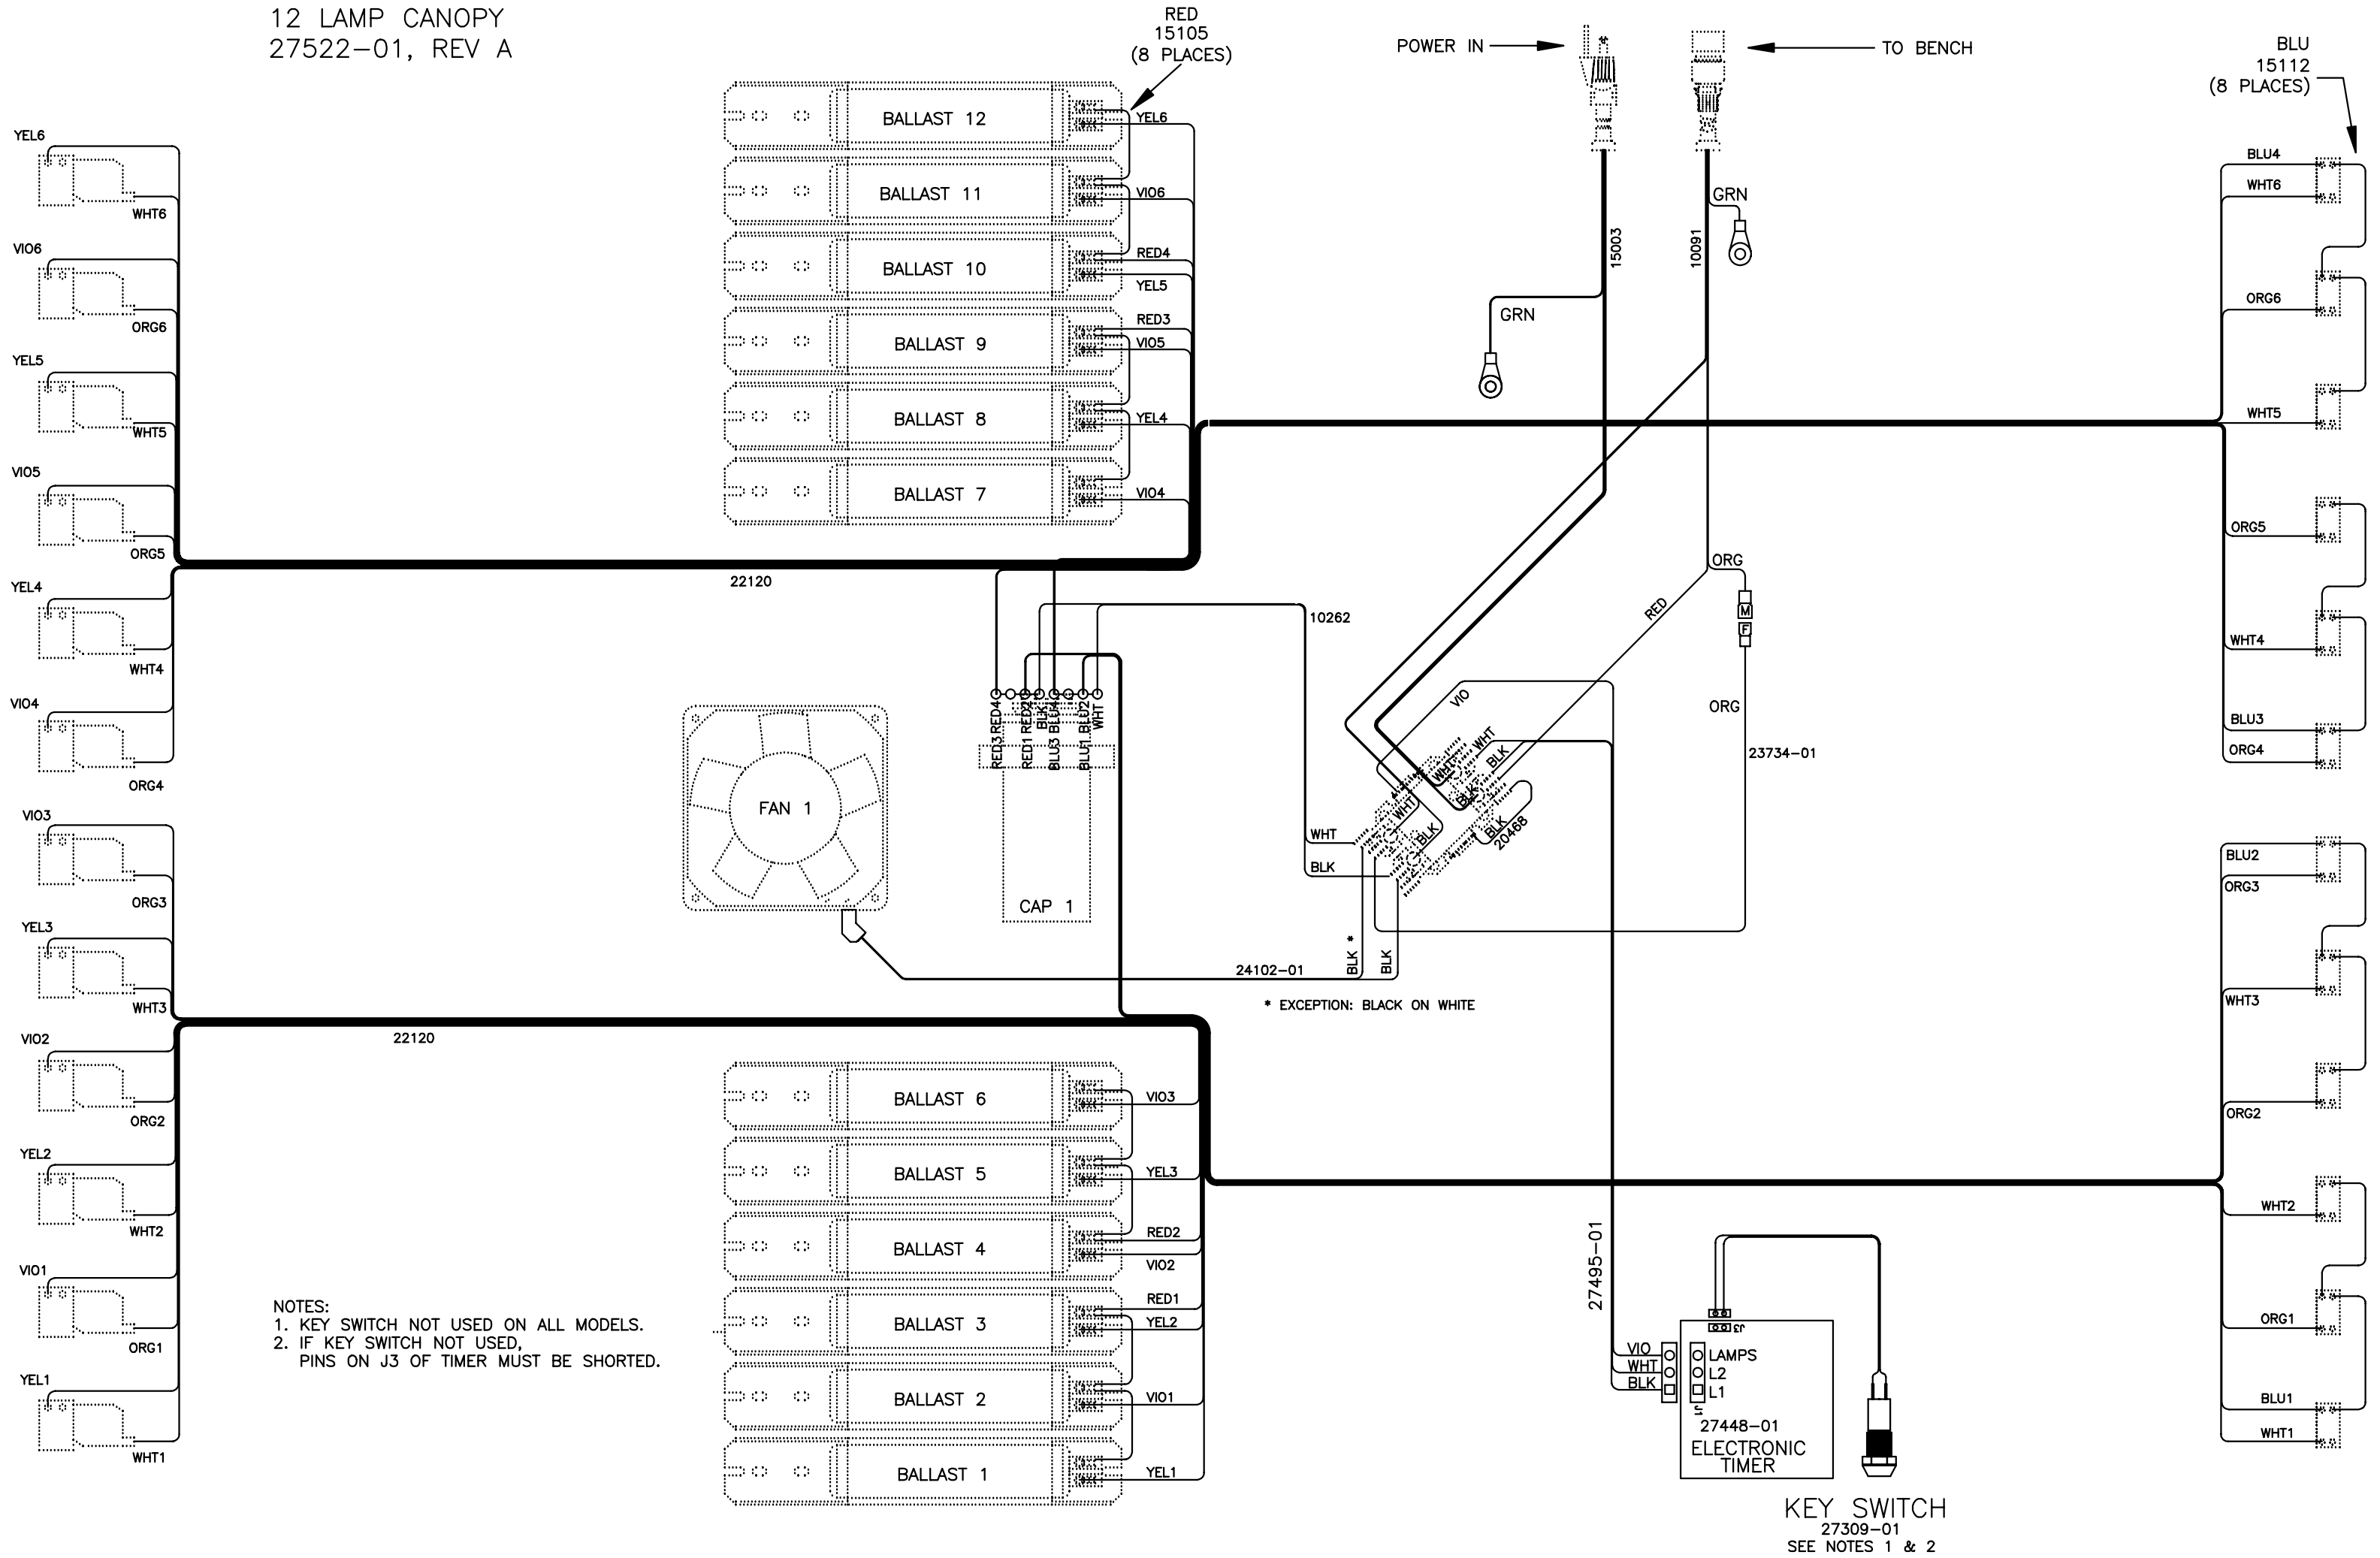 12 LAMP CANOPY
27522-01, REV A
RED
15105
(8 PLACES)
POWER IN
TO BENCH
BLU
15112
(8 PLACES)
YEL6
WHT6
VIO6
ORG6
YEL5
WHT5
VIO5
ORG5
YEL4
WHT4
VIO4
ORG4
VIO3
ORG3
YEL3
WHT3
VIO2
ORG2
YEL2
WHT2
VIO1
ORG1
YEL1
WHT1
22120
22120
BALLAST 12
YEL6
BALLAST 11
VIO6
BALLAST 10
RED4
YEL5
BALLAST 9
RED3
VIO5
BALLAST 8
YEL4
BALLAST 7
VIO4
GRN
15003
10091
GRN
ORG
M
F
ORG
23734-01
RED
10262
RED3 RED4
RED1 RED2
BLK
BLU3 BLU4
BLU1 BLU2
WHT
CAP 1
FAN 1
VIO
WHT
BLK
WHT
BLK
WHT
BLK
BLK
20468
WHT
BLK
BLK *
BLK
24102-01
* EXCEPTION: BLACK ON WHITE
BALLAST 6
VIO3
BALLAST 5
YEL3
BALLAST 4
RED2
VIO2
BALLAST 3
RED1
YEL2
BALLAST 2
VIO1
BALLAST 1
YEL1
NOTES:
1. KEY SWITCH NOT USED ON ALL MODELS.
2. IF KEY SWITCH NOT USED,
PINS ON J3 OF TIMER MUST BE SHORTED.
27495-01
J3
VIO
LAMPS
WHT
L2
BLK
L1
J1
27448-01
ELECTRONIC
TIMER
KEY SWITCH
27309-01
SEE NOTES 1 & 2
BLU4
WHT6
ORG6
WHT5
ORG5
WHT4
BLU3
ORG4
BLU2
ORG3
WHT3
ORG2
WHT2
ORG1
BLU1
WHT1